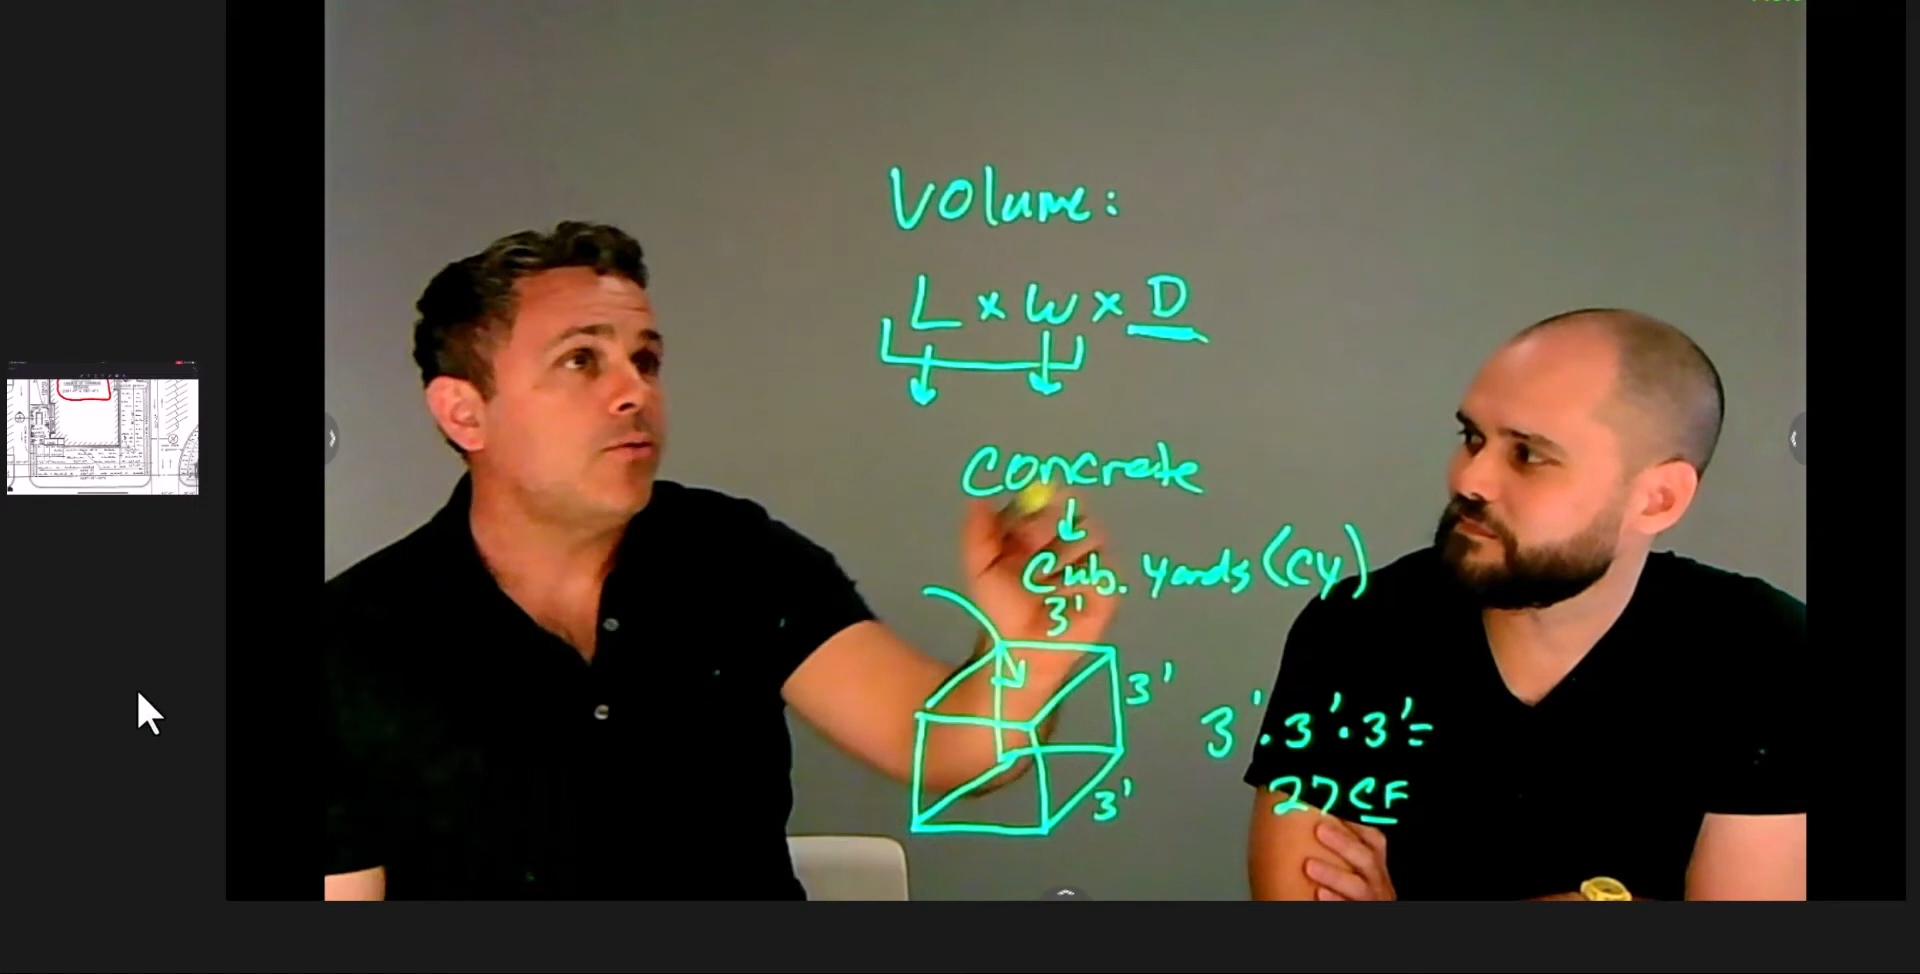 Volume:
L × W × D
Concrete
Cub. Yards (CY)
3'
3'
3'
3' · 3' · 3' =
27 CF